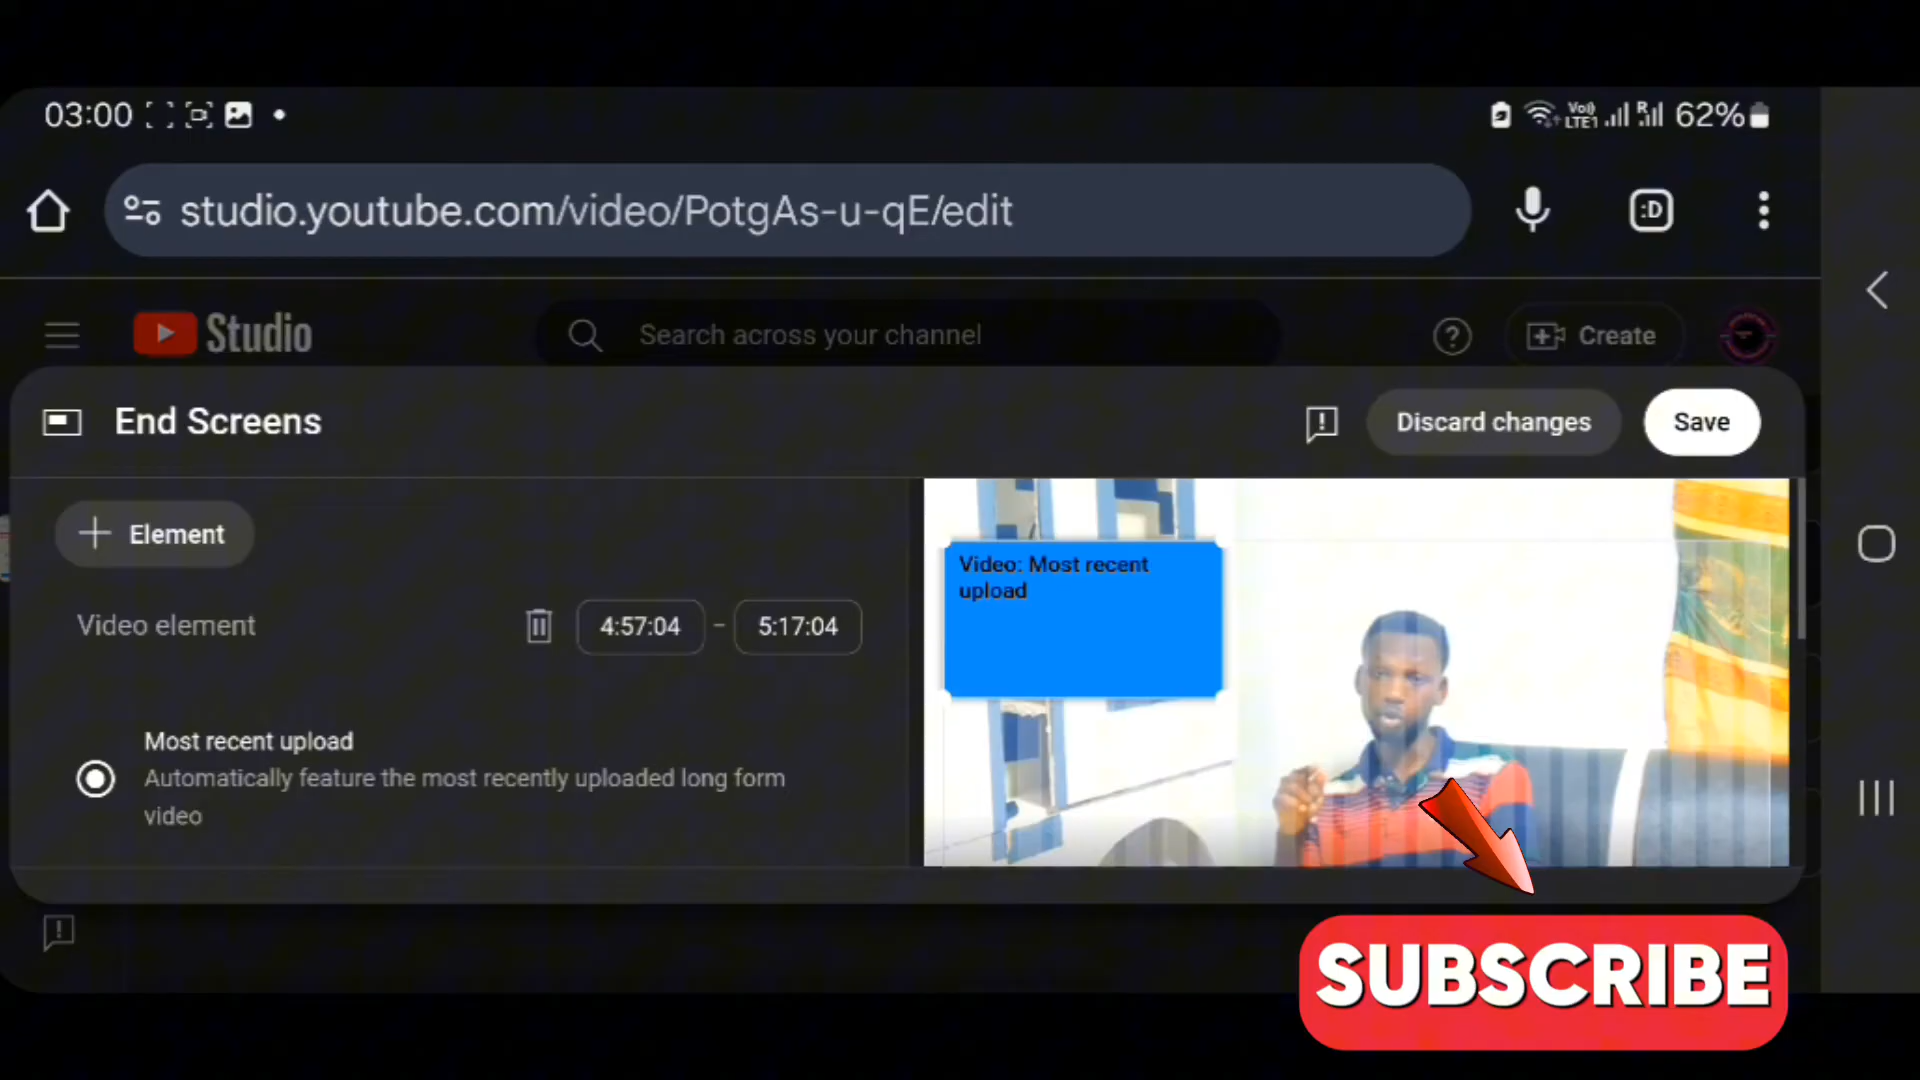 03:00
Vo)) LTE1 R 62%
studio.youtube.com/video/PotgAs-u-qE/edit
:D
Studio
Search across your channel
?
Create
End Screens
Discard changes
Save
+ Element
Video element
4:57:04 - 5:17:04
Most recent upload
Automatically feature the most recently uploaded long form
video
Video: Most recent
upload
SUBSCRIBE